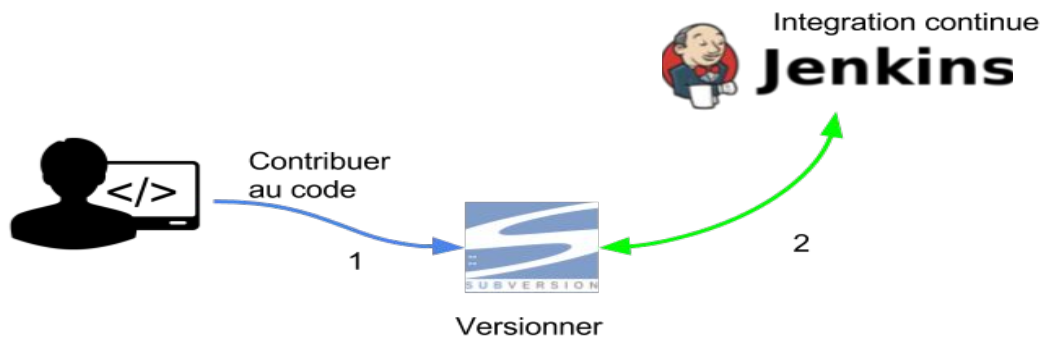 Integration continue
Jenkins
Contribuer
au code
</>
1
2
SUBVERSION
Versionner